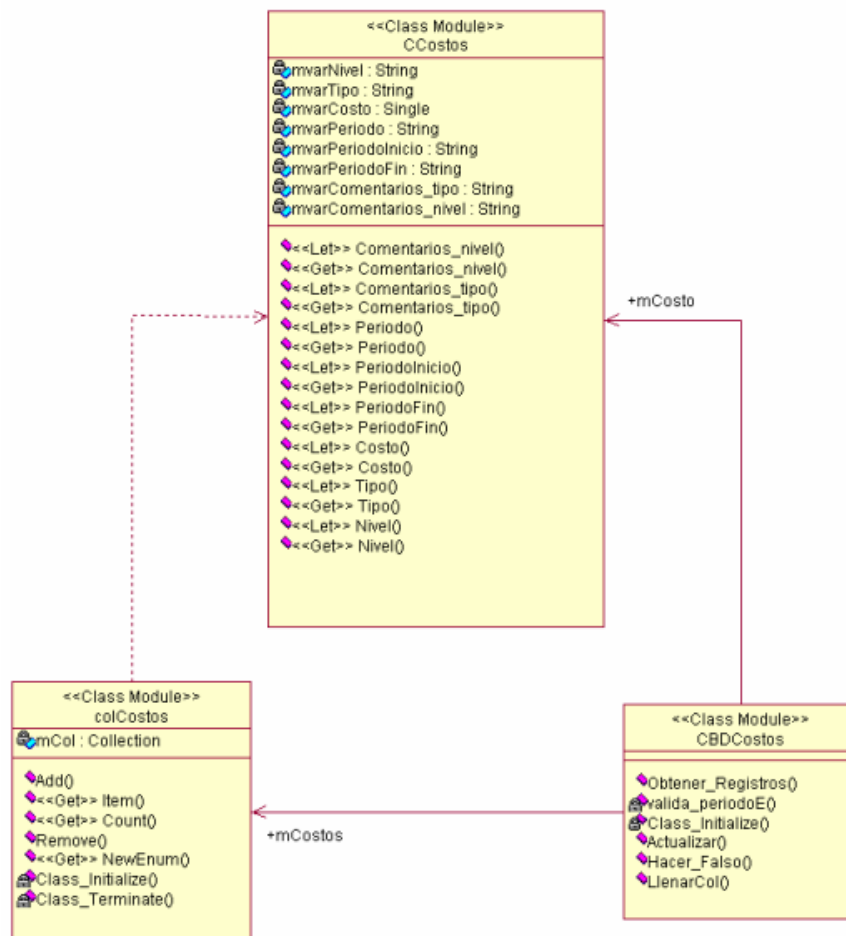 <<Class Module>>
CCostos
mvarNivel : String
mvarTipo : String
mvarCosto : Single
mvarPeriodo : String
mvarPeriodoInicio : String
mvarPeriodoFin : String
mvarComentarios_tipo : String
mvarComentarios_nivel : String
<<Let>> Comentarios_nivel()
<<Get>> Comentarios_nivel()
<<Let>> Comentarios_tipo()
<<Get>> Comentarios_tipo()
<<Let>> Periodo()
<<Get>> Periodo()
<<Let>> PeriodoInicio()
<<Get>> PeriodoInicio()
<<Let>> PeriodoFin()
<<Get>> PeriodoFin()
<<Let>> Costo()
<<Get>> Costo()
<<Let>> Tipo()
<<Get>> Tipo()
<<Let>> Nivel()
<<Get>> Nivel()
+mCosto
<<Class Module>>
colCostos
mCol : Collection
Add()
<<Get>> Item()
<<Get>> Count()
Remove()
<<Get>> NewEnum()
Class_Initialize()
Class_Terminate()
+mCostos
<<Class Module>>
CBDCostos
Obtener_Registros()
valida_periodoE()
Class_Initialize()
Actualizar()
Hacer_Falso()
LlenarCol()